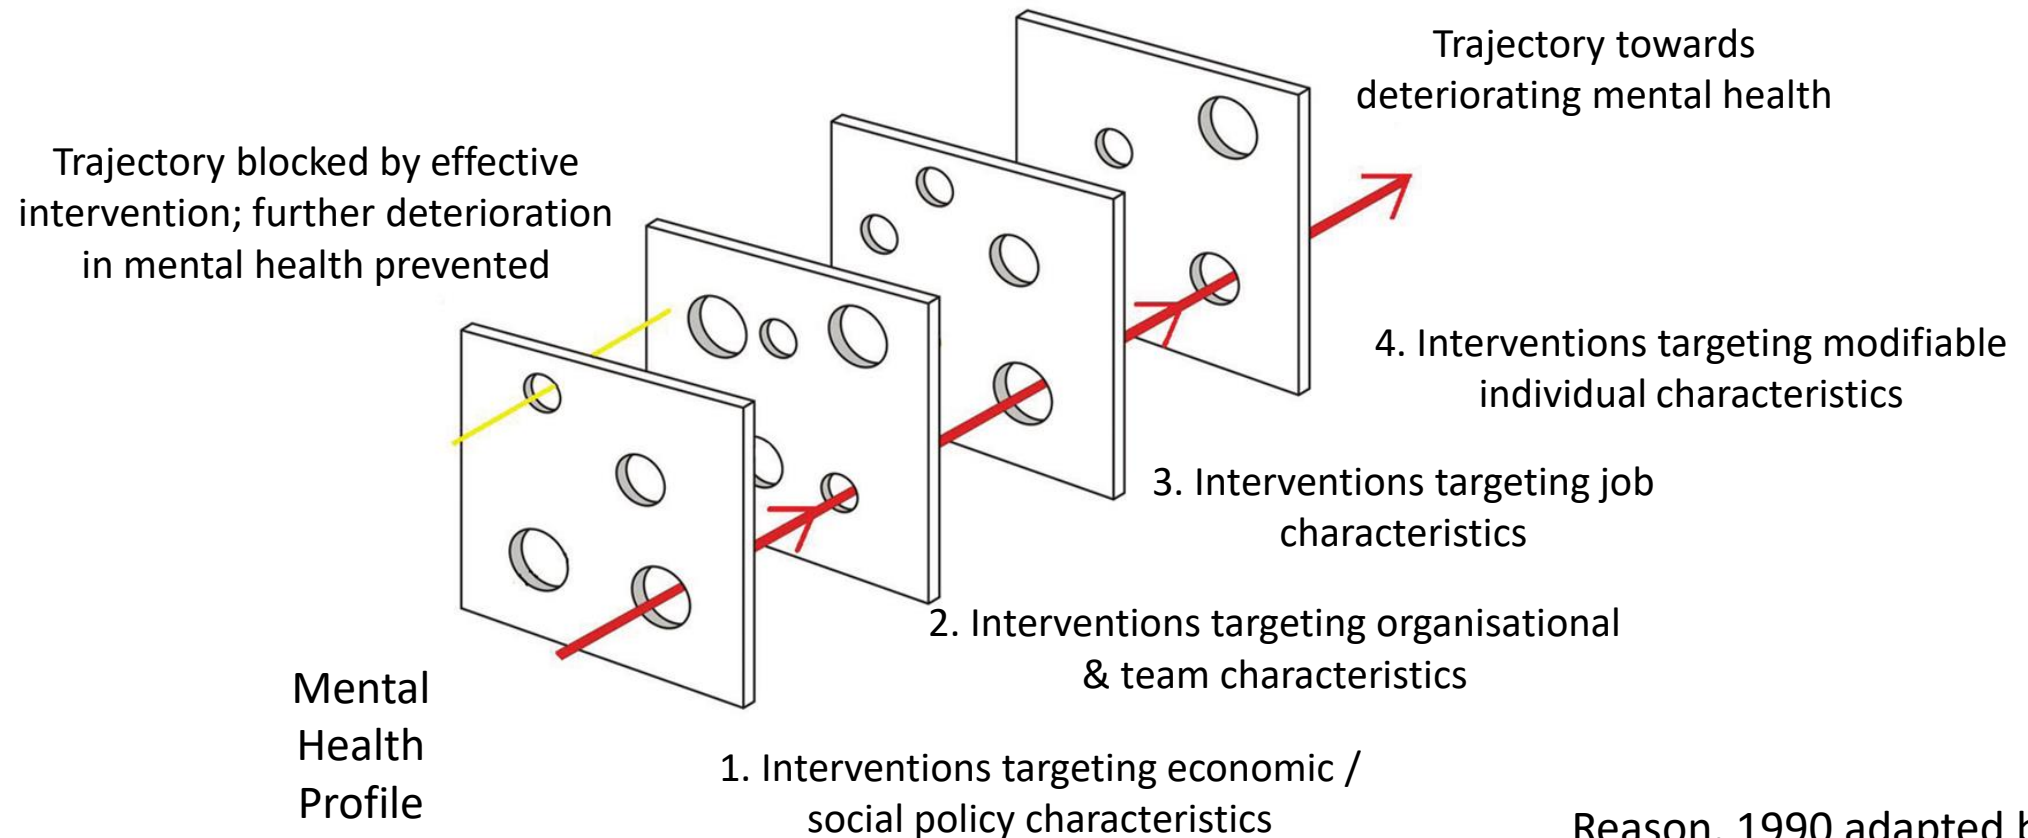 Trajectory towards
deteriorating mental health
Trajectory blocked by effective
intervention; further deterioration
in mental health prevented
4. Interventions targeting modifiable
individual characteristics
3. Interventions targeting job
characteristics
2. Interventions targeting organisational
& team characteristics
Mental
Health
Profile
1. Interventions targeting economic /
social policy characteristics
Reason, 1990 adapted